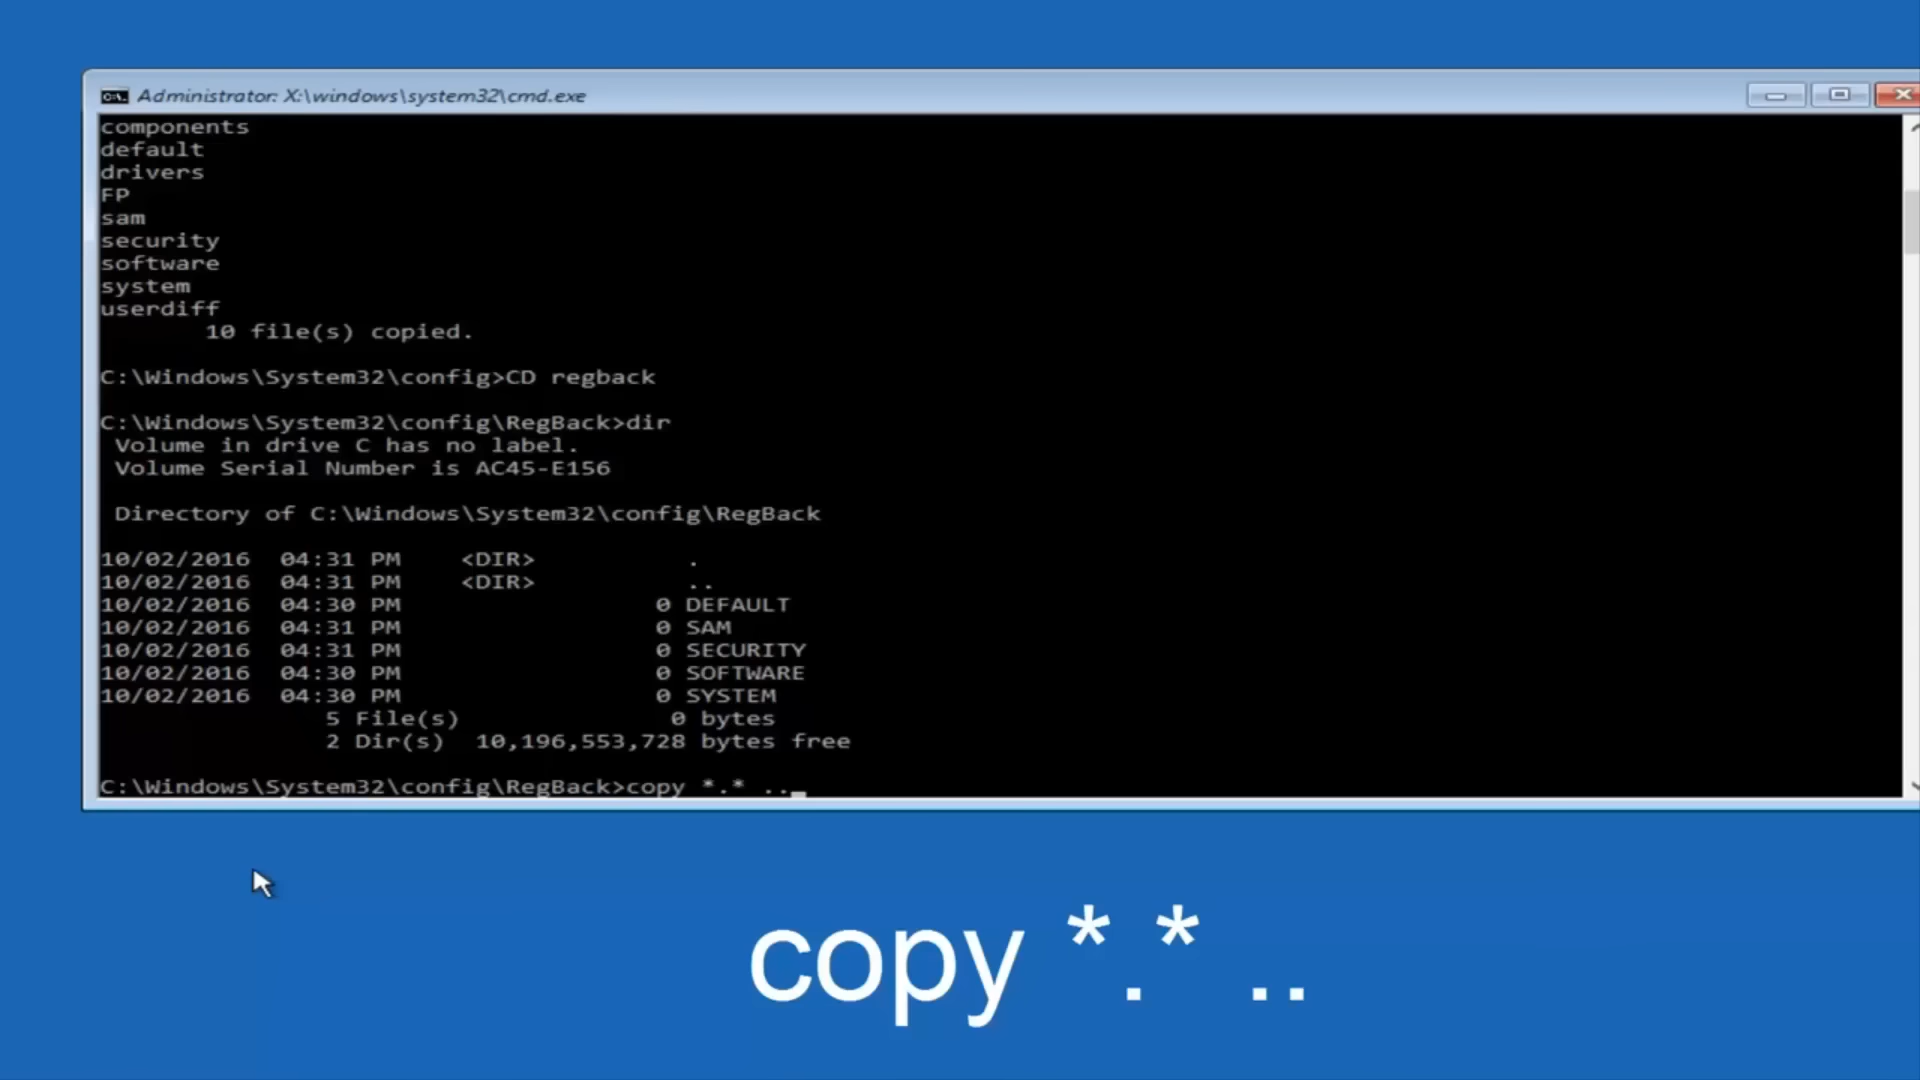 Administrator: X:\windows\system32\cmd.exe
components
default
drivers
FP
sam
security
software
system
userdiff
10 file(s) copied.
C:\Windows\System32\config>CD regback
C:\Windows\System32\config\RegBack>dir
Volume in drive C has no label.
Volume Serial Number is AC45-E156
Directory of C:\Windows\System32\config\RegBack
10/02/2016 04:31 PM <DIR> .
10/02/2016 04:31 PM <DIR> ..
10/02/2016 04:30 PM 0 DEFAULT
10/02/2016 04:31 PM 0 SAM
10/02/2016 04:31 PM 0 SECURITY
10/02/2016 04:30 PM 0 SOFTWARE
10/02/2016 04:30 PM 0 SYSTEM
5 File(s) 0 bytes
2 Dir(s) 10,196,553,728 bytes free
C:\Windows\System32\config\RegBack>copy *.* .._
copy *.* ..